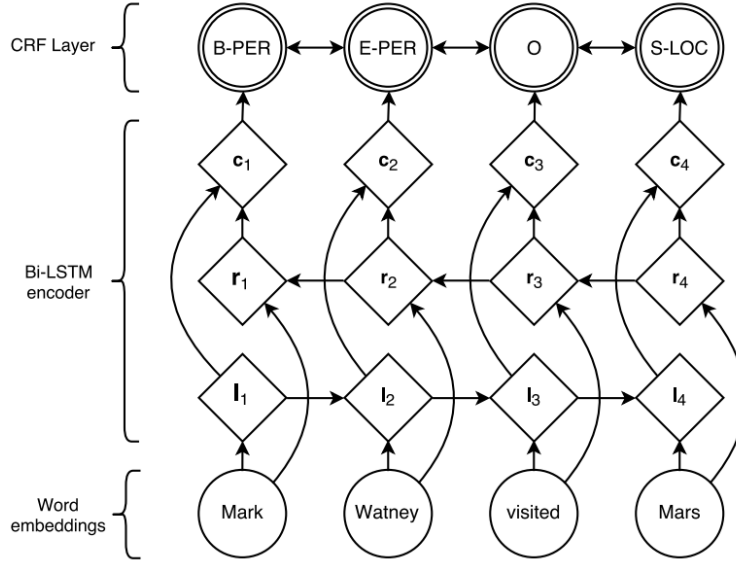 CRF Layer
B-PER E-PER O S-LOC
c1 c2 c3 c4
Bi-LSTM
encoder
r1 r2 r3 r4
l1 l2 l3 l4
Word
embeddings
Mark Watney visited Mars